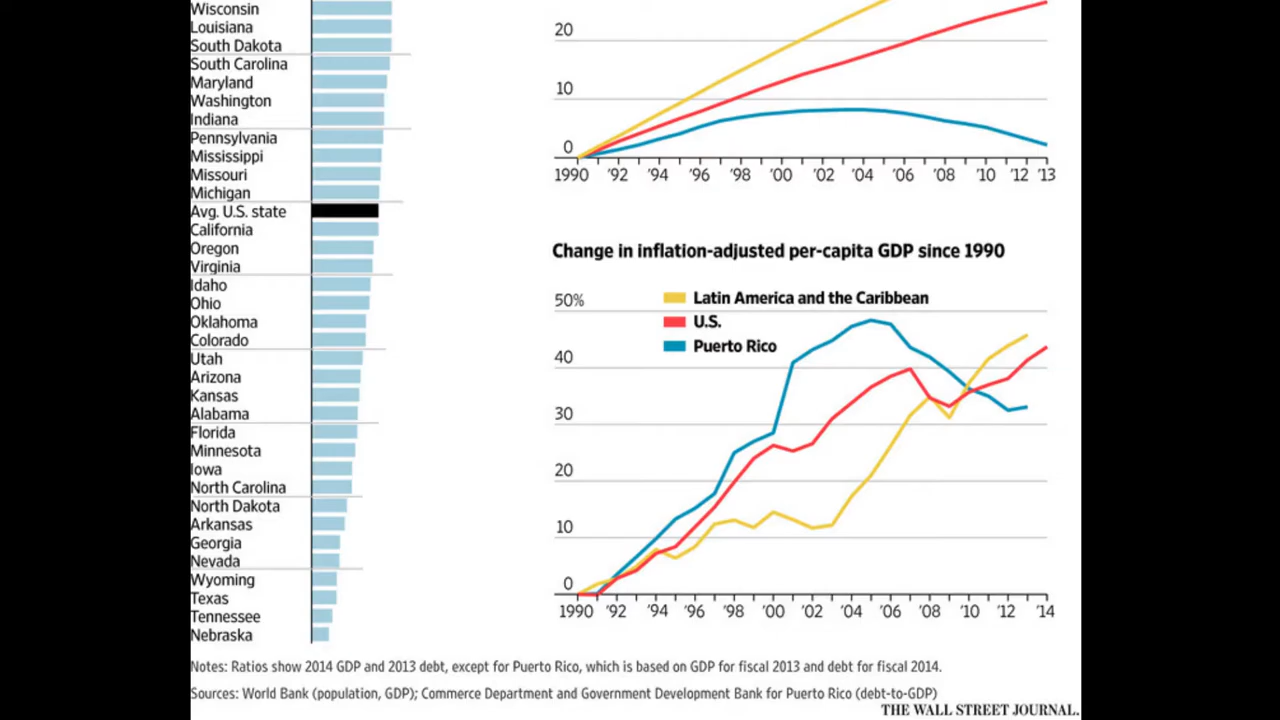 Wisconsin
Louisiana
South Dakota
South Carolina
Maryland
Washington
Indiana
Pennsylvania
Mississippi
Missouri
Michigan
Avg. U.S. state
California
Oregon
Virginia
Idaho
Ohio
Oklahoma
Colorado
Utah
Arizona
Kansas
Alabama
Florida
Minnesota
Iowa
North Carolina
North Dakota
Arkansas
Georgia
Nevada
Wyoming
Texas
Tennessee
Nebraska
20
10
0
1990 ’92 ’94 ’96 ’98 ’00 ’02 ’04 ’06 ’08 ’10 ’12 ’13
Change in inflation-adjusted per-capita GDP since 1990
Latin America and the Caribbean
U.S.
Puerto Rico
50%
40
30
20
10
0
1990 ’92 ’94 ’96 ’98 ’00 ’02 ’04 ’06 ’08 ’10 ’12 ’14
Notes: Ratios show 2014 GDP and 2013 debt, except for Puerto Rico, which is based on GDP for fiscal 2013 and debt for fiscal 2014.
Sources: World Bank (population, GDP); Commerce Department and Government Development Bank for Puerto Rico (debt-to-GDP)
THE WALL STREET JOURNAL.